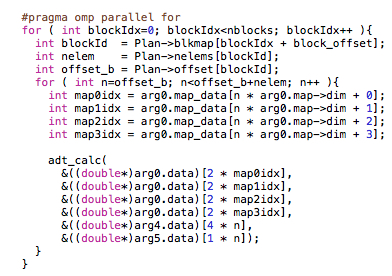 #pragma omp parallel for
for ( int blockIdx=0; blockIdx<nblocks; blockIdx++ ){
int blockId = Plan->blkmap[blockIdx + block_offset];
int nelem = Plan->nelems[blockId];
int offset_b = Plan->offset[blockId];
for ( int n=offset_b; n<offset_b+nelem; n++ ){
int map0idx = arg0.map_data[n * arg0.map->dim + 0];
int map1idx = arg0.map_data[n * arg0.map->dim + 1];
int map2idx = arg0.map_data[n * arg0.map->dim + 2];
int map3idx = arg0.map_data[n * arg0.map->dim + 3];
adt_calc(
&((double*)arg0.data)[2 * map0idx],
&((double*)arg0.data)[2 * map1idx],
&((double*)arg0.data)[2 * map2idx],
&((double*)arg0.data)[2 * map3idx],
&((double*)arg4.data)[4 * n],
&((double*)arg5.data)[1 * n]);
}
}